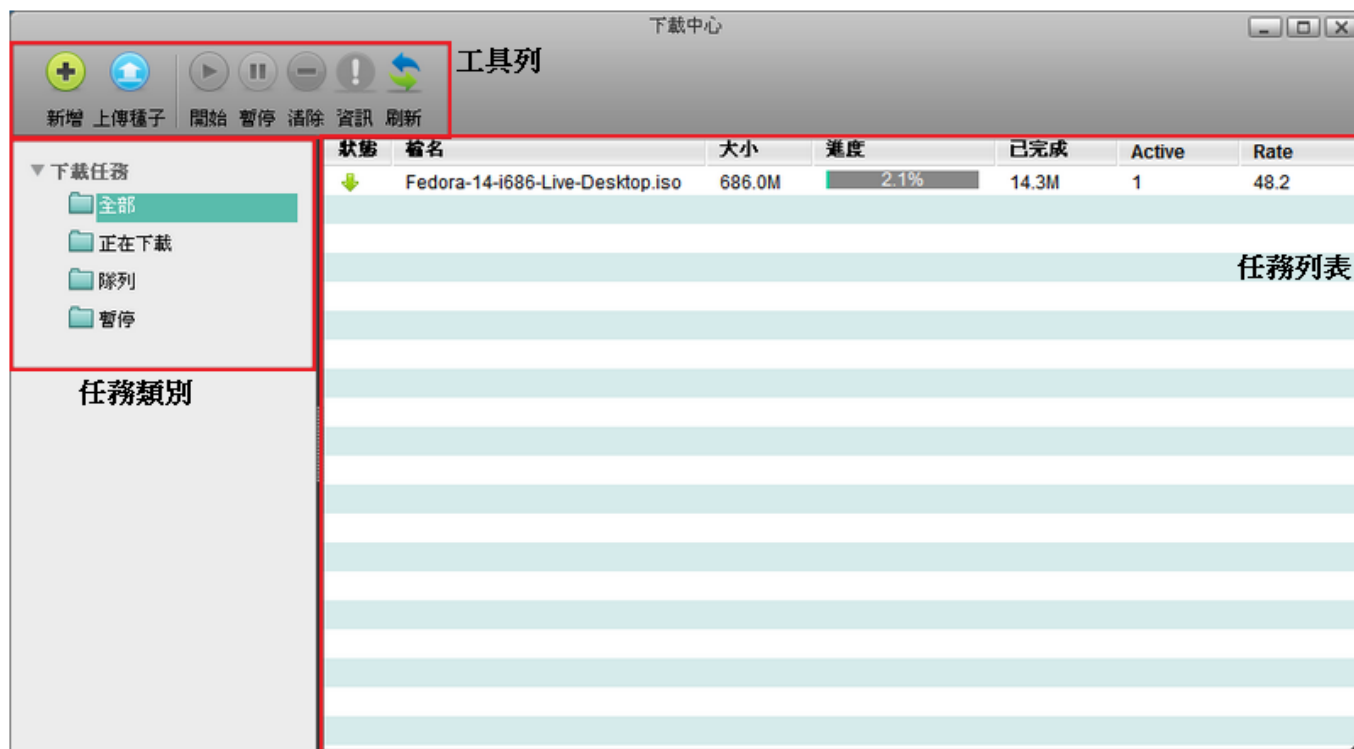 下載中心
工具列
新增 上傳種子 開始 暫停 清除 資訊 刷新
狀態 檔名 大小 進度 已完成 Active Rate
Fedora-14-i686-Live-Desktop.iso 686.0M 2.1% 14.3M 1 48.2
下載任務
全部
正在下載
隊列
暫停
任務類別
任務列表